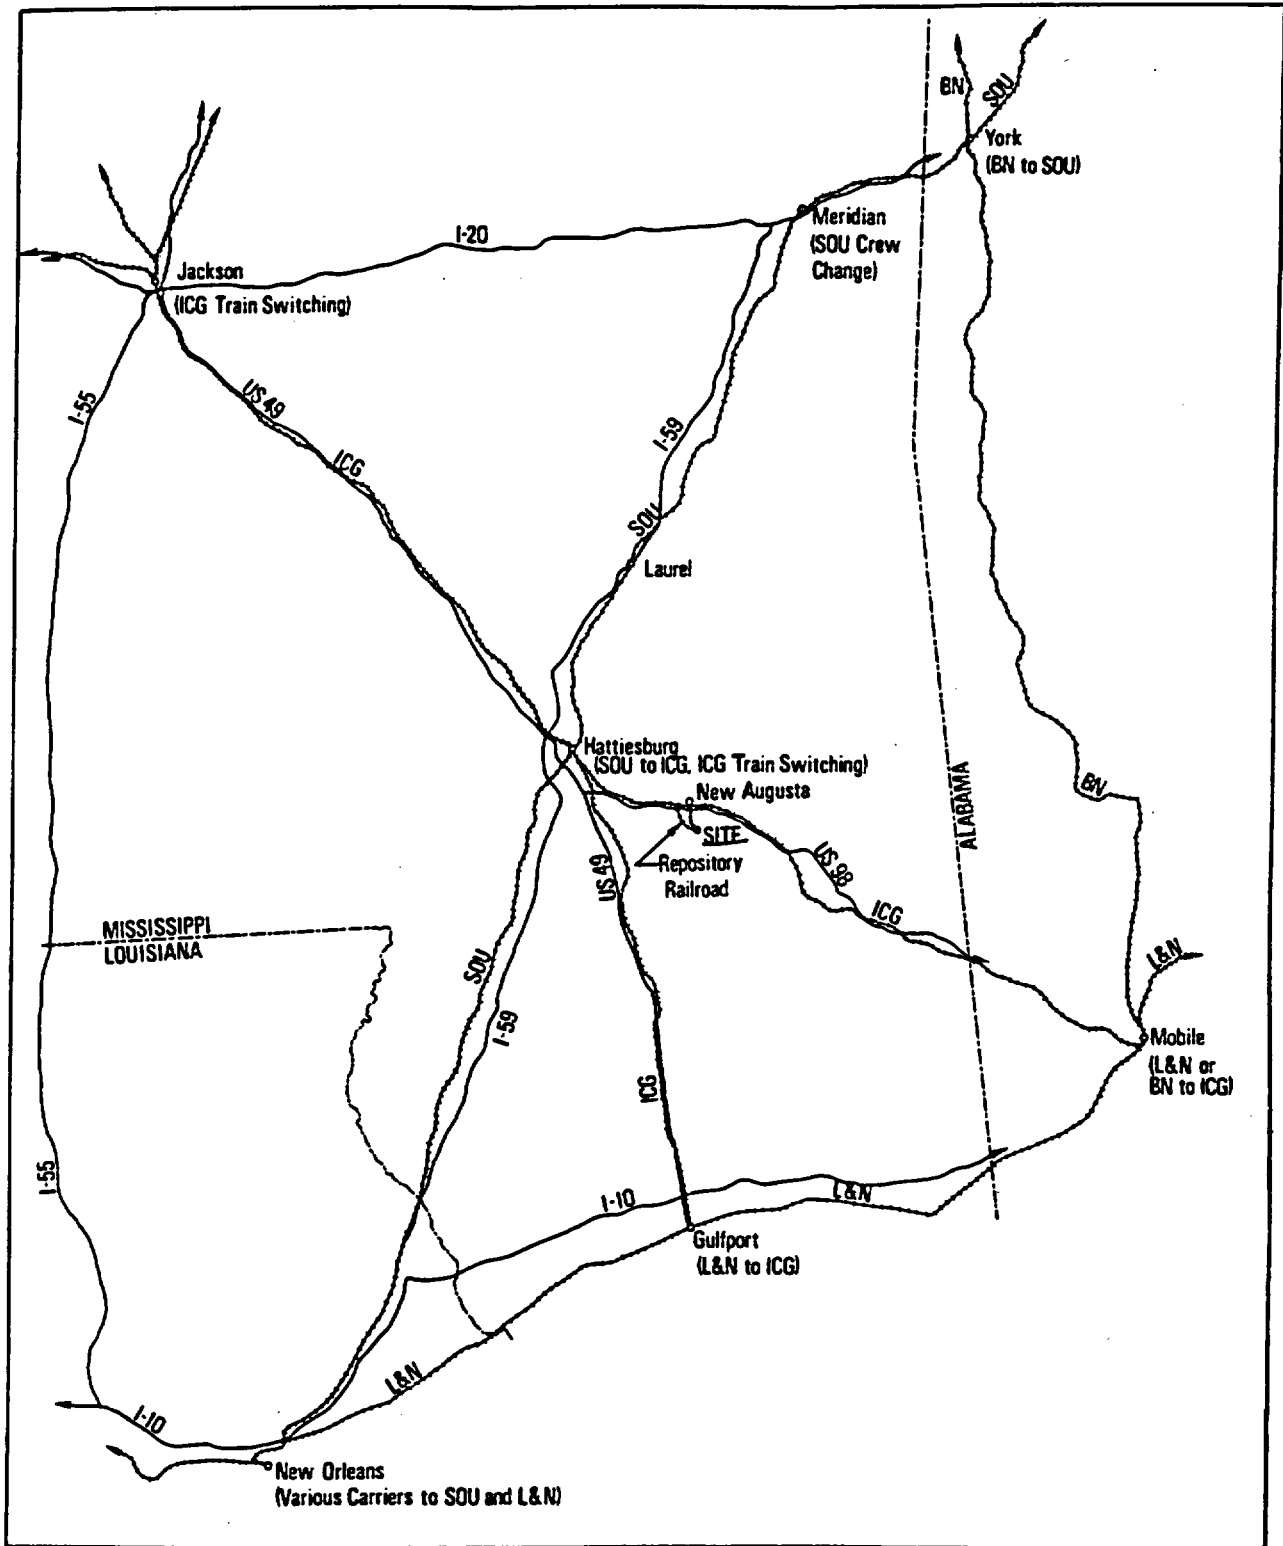 BN
SOU
York
(BN to SOU)
Meridian
(SOU Crew
Change)
I-20
Jackson
(ICG Train Switching)
I-55
US 49
ICG
I-59
SOU
Laurel
Hattiesburg
(SOU to ICG, ICG Train Switching)
New Augusta
SITE
Repository
Railroad
US 49
US 98
ICG
ALABAMA
BN
MISSISSIPPI
LOUISIANA
SOU
I-59
L&N
Mobile
(L&N or
BN to ICG)
ICG
I-55
I-10
L&N
Gulfport
(L&N to ICG)
L&N
I-10
New Orleans
(Various Carriers to SOU and L&N)